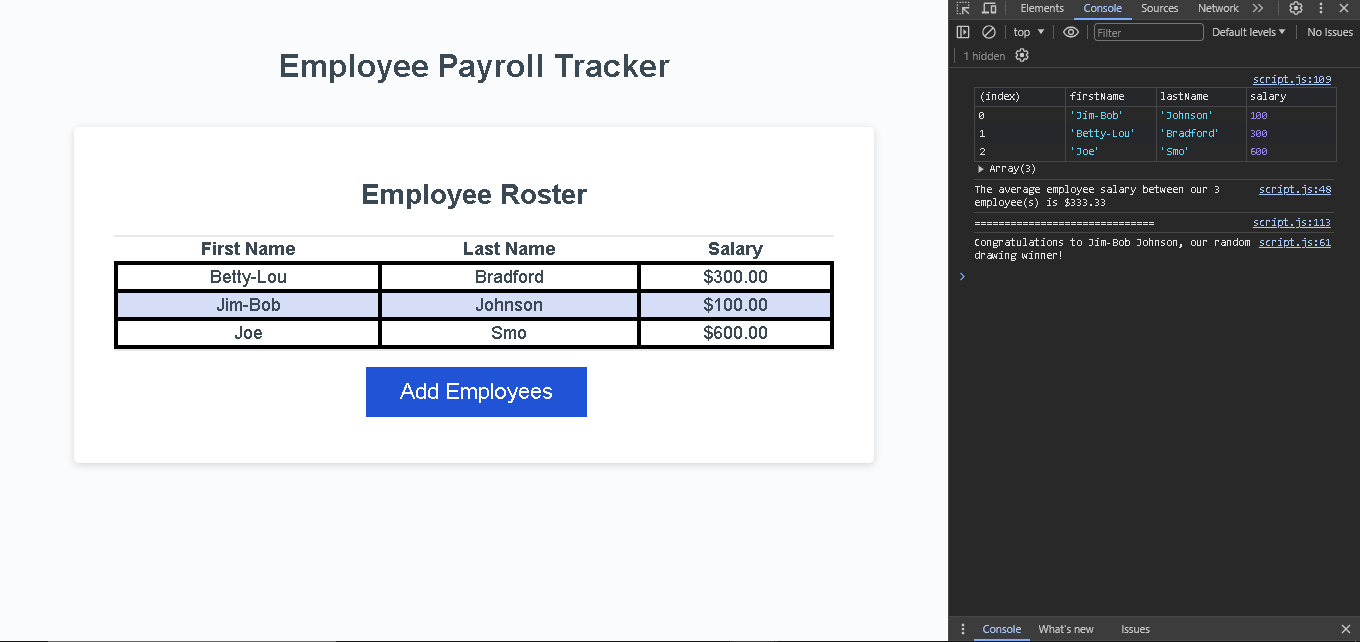 Employee Payroll Tracker
Employee Roster
First Name Last Name Salary
Betty-Lou Bradford $300.00
Jim-Bob Johnson $100.00
Joe Smo $600.00
Add Employees
Elements Console Sources Network
top Filter Default levels No Issues
1 hidden
script.js:109
(index) firstName lastName salary
0 'Jim-Bob' 'Johnson' 100
1 'Betty-Lou' 'Bradford' 300
2 'Joe' 'Smo' 600
Array(3)
The average employee salary between our 3 script.js:48
employee(s) is $333.33
============================== script.js:113
Congratulations to Jim-Bob Johnson, our random script.js:61
drawing winner!
Console What's new Issues